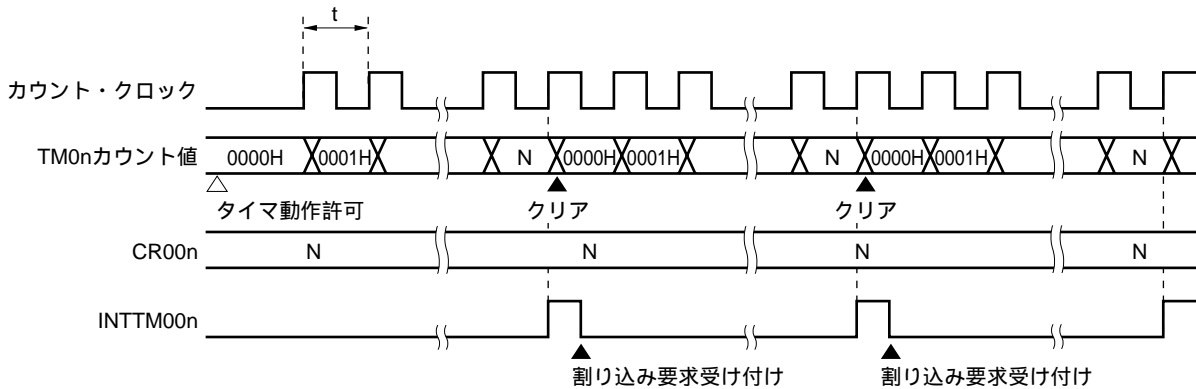 t
カウント・クロック
TM0nカウント値 0000H 0001H N 0000H 0001H N 0000H 0001H N
タイマ動作許可 クリア クリア
CR00n N N N N
INTTM00n
割り込み要求受け付け 割り込み要求受け付け